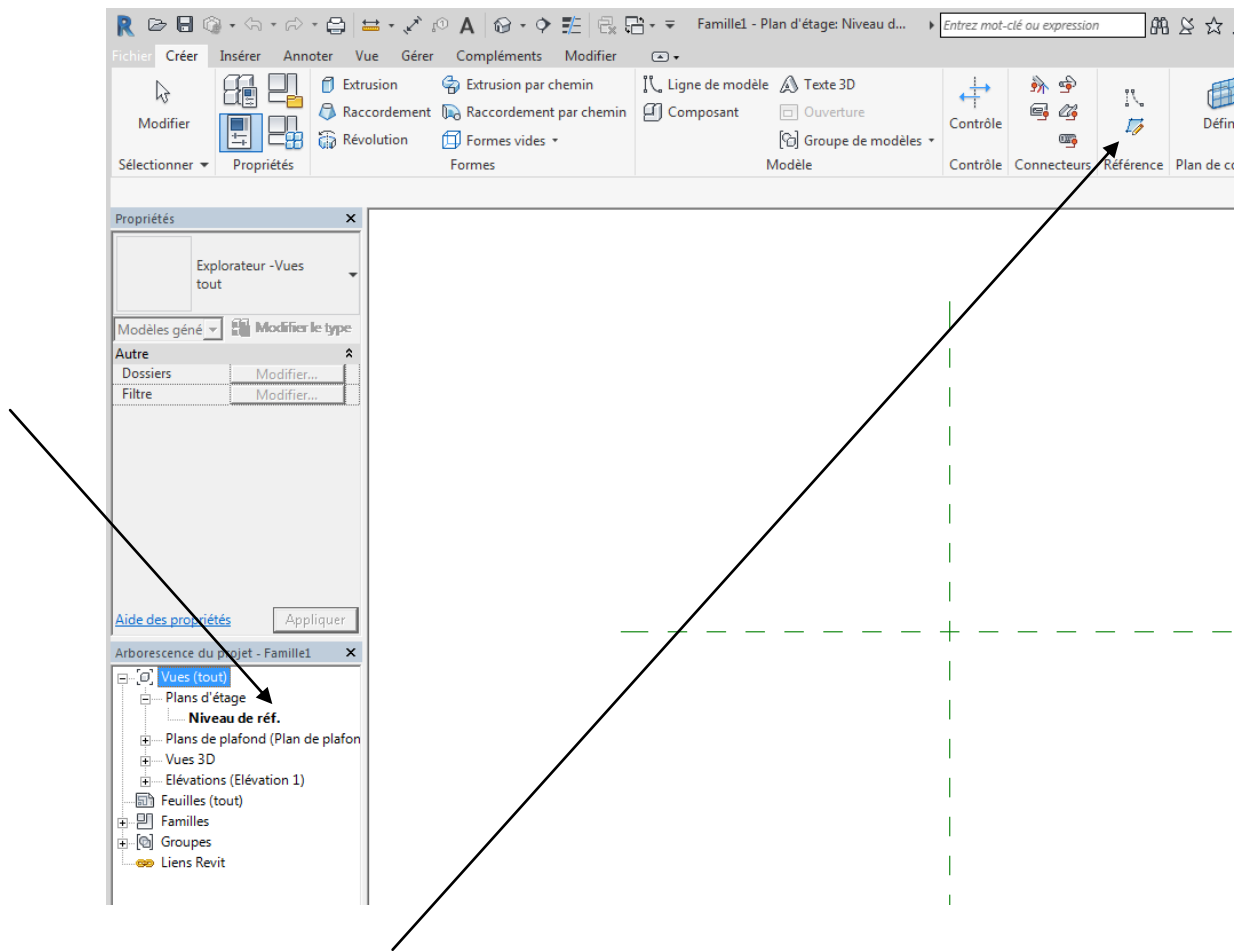 Famille1 - Plan d'étage: Niveau d... Entrez mot-clé ou expression
Fichier Créer Insérer Annoter Vue Gérer Compléments Modifier
Modifier
Sélectionner
Propriétés
Extrusion Extrusion par chemin
Raccordement Raccordement par chemin
Révolution Formes vides
Formes
Ligne de modèle Texte 3D
Composant Ouverture
Groupe de modèles
Modèle
Contrôle
Contrôle
Connecteurs
Référence
Défin
Plan de co
Propriétés
Explorateur -Vues
tout
Modèles géné Modifier le type
Autre
Dossiers Modifier...
Filtre Modifier...
Aide des propriétés Appliquer
Arborescence du projet - Famille1
Vues (tout)
Plans d'étage
Niveau de réf.
Plans de plafond (Plan de plafon
Vues 3D
Elévations (Elévation 1)
Feuilles (tout)
Familles
Groupes
Liens Revit